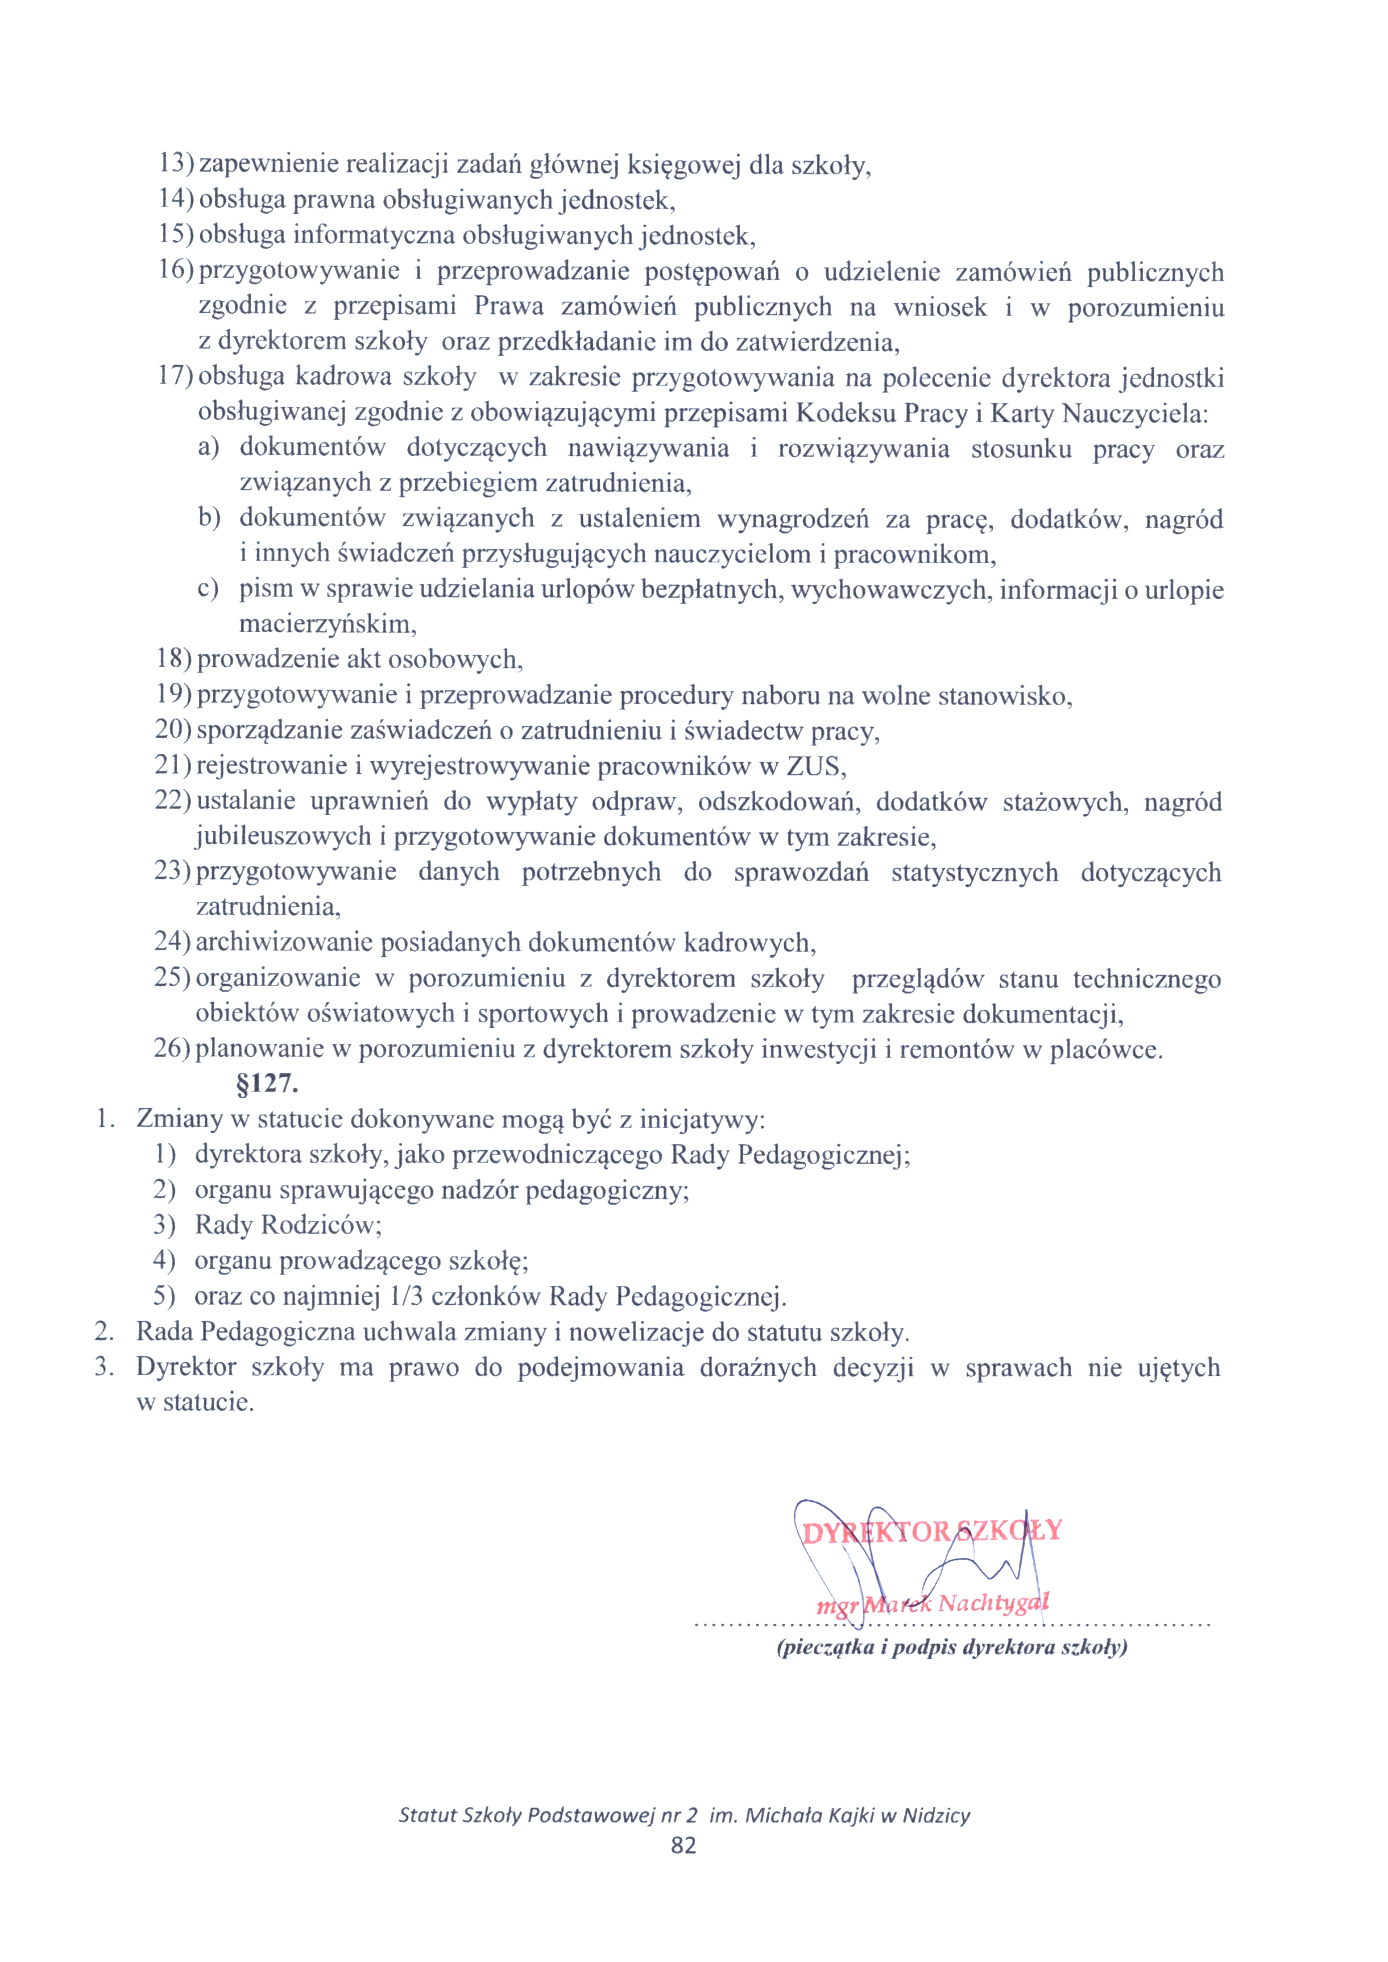 13) zapewnienie realizacji zadań głównej księgowej dla szkoły,
14) obsługa prawna obsługiwanych jednostek,
15) obsługa informatyczna obsługiwanych jednostek,
16) przygotowywanie i przeprowadzanie postępowań o udzielenie zamówień publicznych
zgodnie z przepisami Prawa zamówień publicznych na wniosek i w porozumieniu
z dyrektorem szkoły oraz przedkładanie im do zatwierdzenia,
17) obsługa kadrowa szkoły w zakresie przygotowywania na polecenie dyrektora jednostki
obsługiwanej zgodnie z obowiązującymi przepisami Kodeksu Pracy i Karty Nauczyciela:
a) dokumentów dotyczących nawiązywania i rozwiązywania stosunku pracy oraz
związanych z przebiegiem zatrudnienia,
b) dokumentów związanych z ustaleniem wynagrodzeń za pracę, dodatków, nagród
i innych świadczeń przysługujących nauczycielom i pracownikom,
c) pism w sprawie udzielania urlopów bezpłatnych, wychowawczych, informacji o urlopie
macierzyńskim,
18) prowadzenie akt osobowych,
19) przygotowywanie i przeprowadzanie procedury naboru na wolne stanowisko,
20) sporządzanie zaświadczeń o zatrudnieniu i świadectw pracy,
21) rejestrowanie i wyrejestrowywanie pracowników w ZUS,
22) ustalanie uprawnień do wypłaty odpraw, odszkodowań, dodatków stażowych, nagród
jubileuszowych i przygotowywanie dokumentów w tym zakresie,
23) przygotowywanie danych potrzebnych do sprawozdań statystycznych dotyczących
zatrudnienia,
24) archiwizowanie posiadanych dokumentów kadrowych,
25) organizowanie w porozumieniu z dyrektorem szkoły przeglądów stanu technicznego
obiektów oświatowych i sportowych i prowadzenie w tym zakresie dokumentacji,
26) planowanie w porozumieniu z dyrektorem szkoły inwestycji i remontów w placówce.
§127.
1. Zmiany w statucie dokonywane mogą być z inicjatywy:
1) dyrektora szkoły, jako przewodniczącego Rady Pedagogicznej;
2) organu sprawującego nadzór pedagogiczny;
3) Rady Rodziców;
4) organu prowadzącego szkołę;
5) oraz co najmniej 1/3 członków Rady Pedagogicznej.
2. Rada Pedagogiczna uchwala zmiany i nowelizacje do statutu szkoły.
3. Dyrektor szkoły ma prawo do podejmowania doraźnych decyzji w sprawach nie ujętych
w statucie.
DYREKTOR SZKOŁY
mgr Marek Nachtygal
(pieczątka i podpis dyrektora szkoły)
Statut Szkoły Podstawowej nr 2 im. Michała Kajki w Nidzicy
82